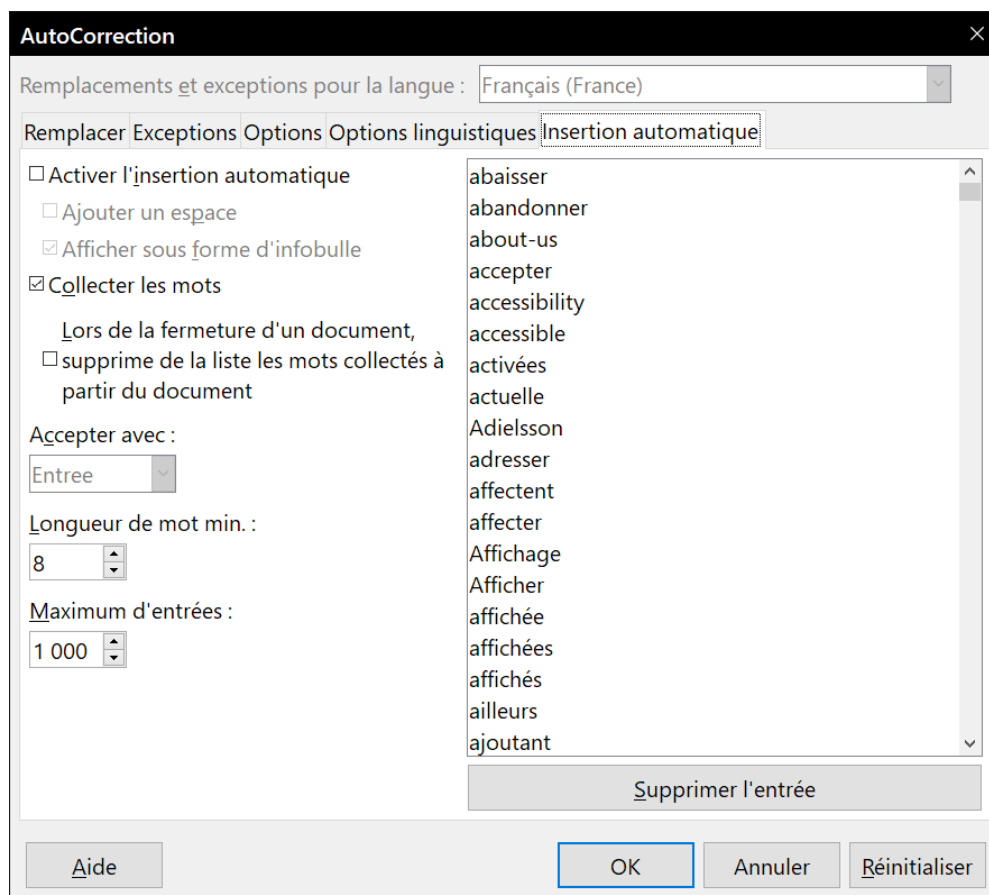 AutoCorrection
Remplacements et exceptions pour la langue : Français (France)
Remplacer Exceptions Options Options linguistiques Insertion automatique
Activer l'insertion automatique
Ajouter un espace
Afficher sous forme d'infobulle
Collecter les mots
Lors de la fermeture d'un document,
supprime de la liste les mots collectés à
partir du document
Accepter avec :
Entree
Longueur de mot min. :
8
Maximum d'entrées :
1 000
abaisser
abandonner
about-us
accepter
accessibility
accessible
activées
actuelle
Adielsson
adresser
affectent
affecter
Affichage
Afficher
affichée
affichées
affichés
ailleurs
ajoutant
Supprimer l'entrée
Aide OK Annuler Réinitialiser